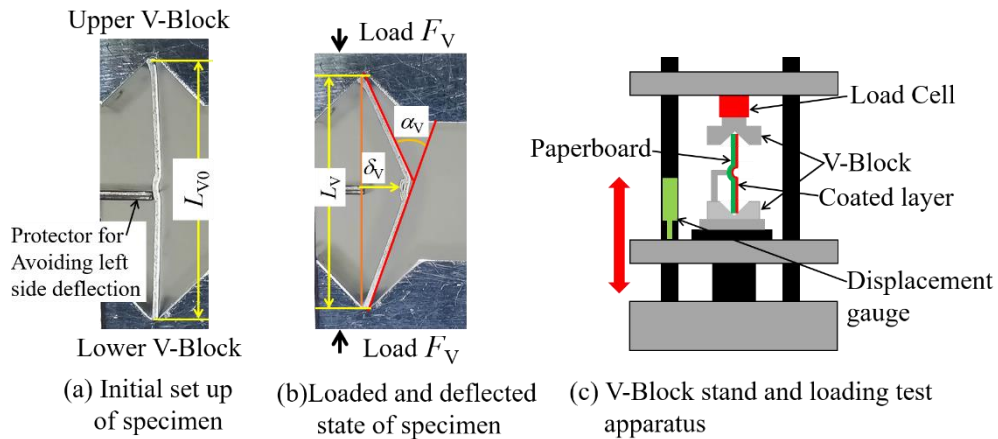 Upper V-Block
L_V0
Protector for
Avoiding left
side deflection
Lower V-Block
(a) Initial set up
of specimen
Load F_V
α_V
δ_V
L_V
Load F_V
(b)Loaded and deflected
state of specimen
Load Cell
Paperboard
V-Block
Coated layer
Displacement
gauge
(c) V-Block stand and loading test
apparatus